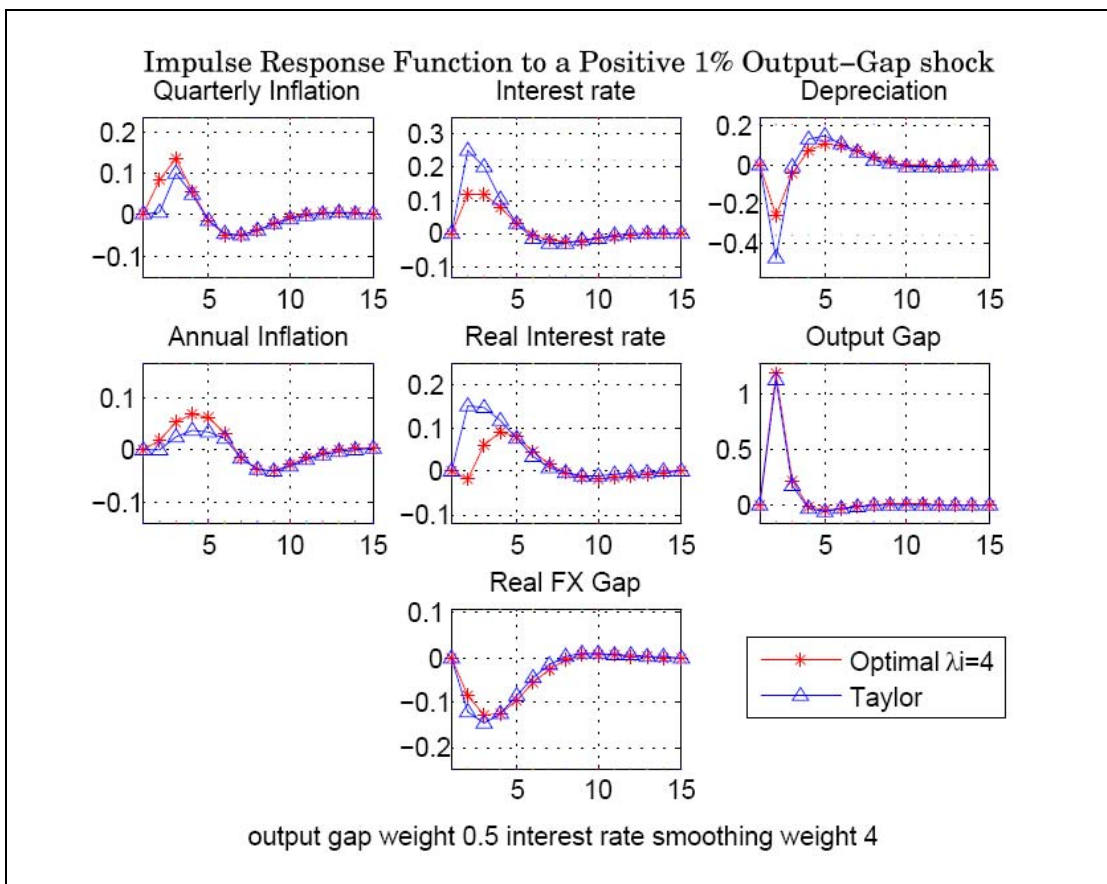 Impulse Response Function to a Positive 1% Output−Gap shock
Quarterly Inflation
0.2
0.1
0
−0.1
5 10 15
Interest rate
0.3
0.2
0.1
0
−0.1
5 10 15
Depreciation
0.2
0
−0.2
−0.4
5 10 15
Annual Inflation
0.1
0
−0.1
5 10 15
Real Interest rate
0.2
0.1
0
−0.1
5 10 15
Output Gap
1
0.5
0
5 10 15
Real FX Gap
0.1
0
−0.1
−0.2
5 10 15
Optimal λi=4
Taylor
output gap weight 0.5 interest rate smoothing weight 4